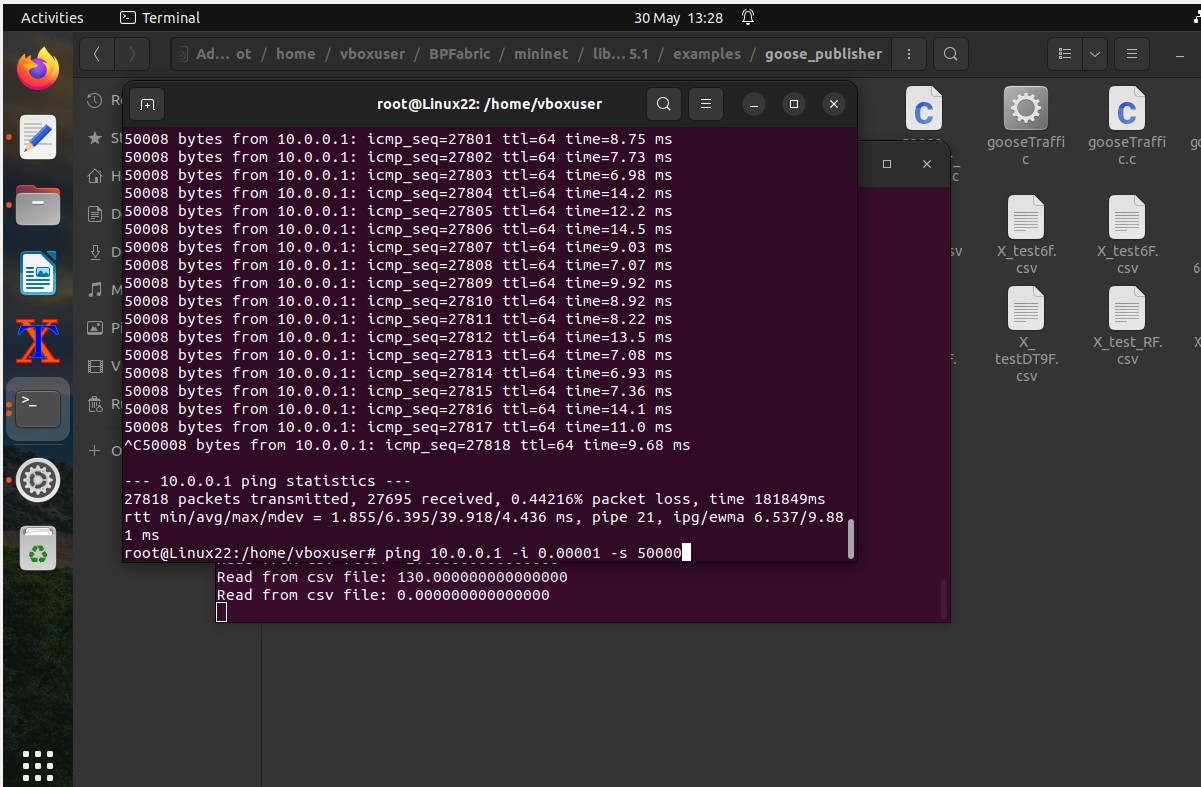 Activities Terminal 30 May 13:28
Ad... ot / home / vboxuser / BPFabric / mininet / lib... 5.1 / examples / goose_publisher
root@Linux22: /home/vboxuser
50008 bytes from 10.0.0.1: icmp_seq=27801 ttl=64 time=8.75 ms
50008 bytes from 10.0.0.1: icmp_seq=27802 ttl=64 time=7.73 ms
50008 bytes from 10.0.0.1: icmp_seq=27803 ttl=64 time=6.98 ms
50008 bytes from 10.0.0.1: icmp_seq=27804 ttl=64 time=14.2 ms
50008 bytes from 10.0.0.1: icmp_seq=27805 ttl=64 time=12.2 ms
50008 bytes from 10.0.0.1: icmp_seq=27806 ttl=64 time=14.5 ms
50008 bytes from 10.0.0.1: icmp_seq=27807 ttl=64 time=9.03 ms
50008 bytes from 10.0.0.1: icmp_seq=27808 ttl=64 time=7.07 ms
50008 bytes from 10.0.0.1: icmp_seq=27809 ttl=64 time=9.92 ms
50008 bytes from 10.0.0.1: icmp_seq=27810 ttl=64 time=8.92 ms
50008 bytes from 10.0.0.1: icmp_seq=27811 ttl=64 time=8.22 ms
50008 bytes from 10.0.0.1: icmp_seq=27812 ttl=64 time=13.5 ms
50008 bytes from 10.0.0.1: icmp_seq=27813 ttl=64 time=7.08 ms
50008 bytes from 10.0.0.1: icmp_seq=27814 ttl=64 time=6.93 ms
50008 bytes from 10.0.0.1: icmp_seq=27815 ttl=64 time=7.36 ms
50008 bytes from 10.0.0.1: icmp_seq=27816 ttl=64 time=14.1 ms
50008 bytes from 10.0.0.1: icmp_seq=27817 ttl=64 time=11.0 ms
^C50008 bytes from 10.0.0.1: icmp_seq=27818 ttl=64 time=9.68 ms
--- 10.0.0.1 ping statistics ---
27818 packets transmitted, 27695 received, 0.44216% packet loss, time 181849ms
rtt min/avg/max/mdev = 1.855/6.395/39.918/4.436 ms, pipe 21, ipg/ewma 6.537/9.88
1 ms
root@Linux22:/home/vboxuser# ping 10.0.0.1 -i 0.00001 -s 50000
Read from csv file: 130.000000000000000
Read from csv file: 0.000000000000000
gooseTraffi
c
gooseTraffi
c.c
X_test6f.
csv
X_test6F.
csv
X_
testDT9F.
csv
X_test_RF.
csv